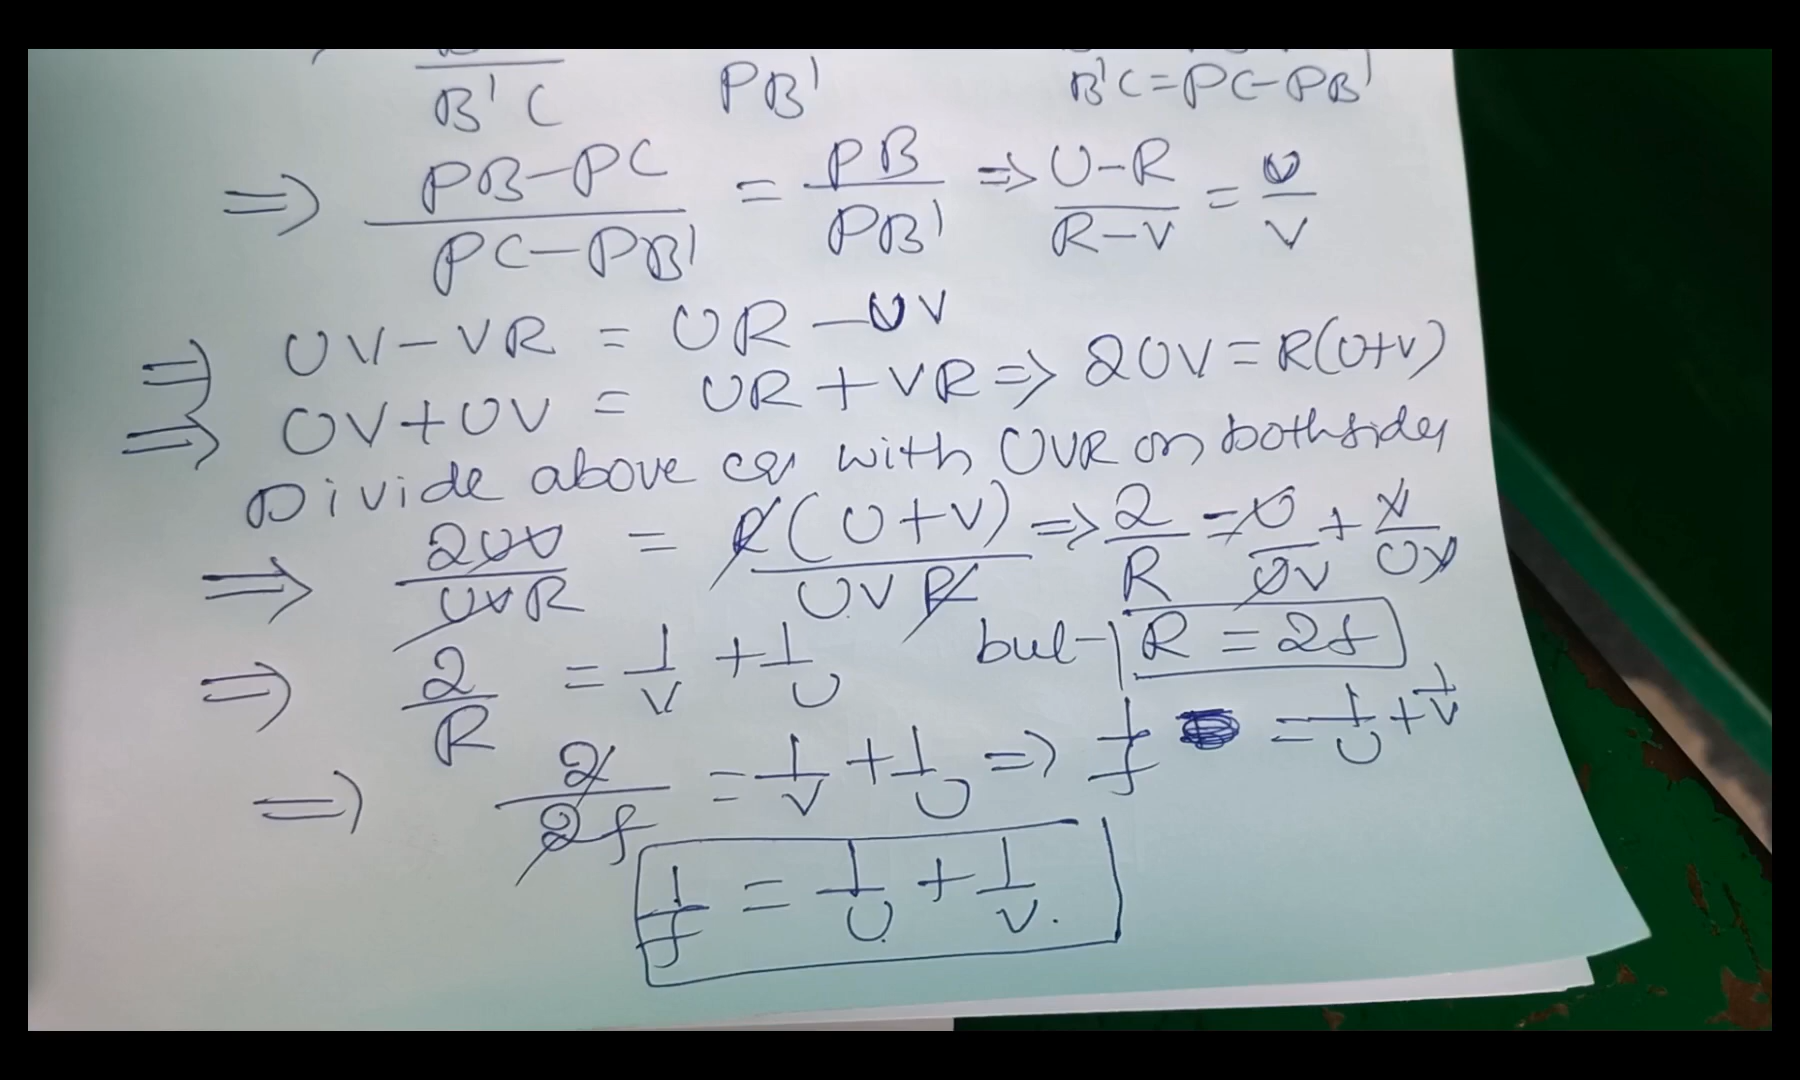 B'C PB' B'C = PC - PB'
⇒ (PB - PC)/(PC - PB') = PB/PB' ⇒ (U - R)/(R - V) = U/V
⇒ UV - VR = UR - UV
⇒ UV + UV = UR + VR ⇒ 2UV = R(U+V)
Divide above eq with UVR on bothsides
⇒ 2UV/UVR = R(U+V)/UVR ⇒ 2/R = U/UV + V/UV
⇒ 2/R = 1/V + 1/U but R = 2f
⇒ 2/2f = 1/V + 1/U ⇒ 1/f = 1/U + 1/V
1/f = 1/U + 1/V.